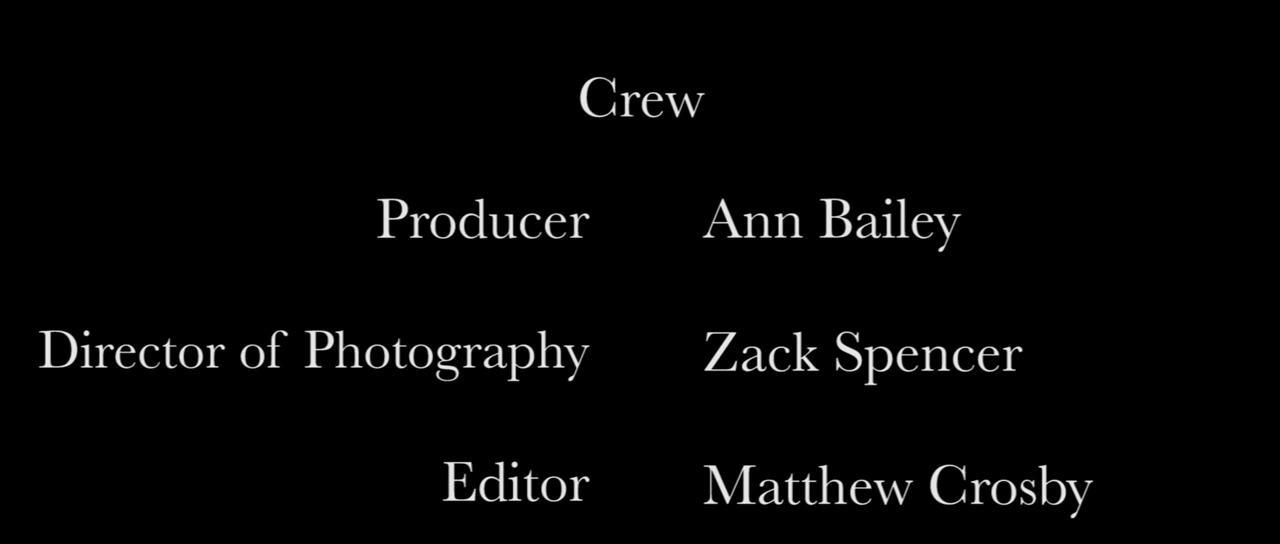 Crew
Producer Ann Bailey
Director of Photography Zack Spencer
Editor Matthew Crosby